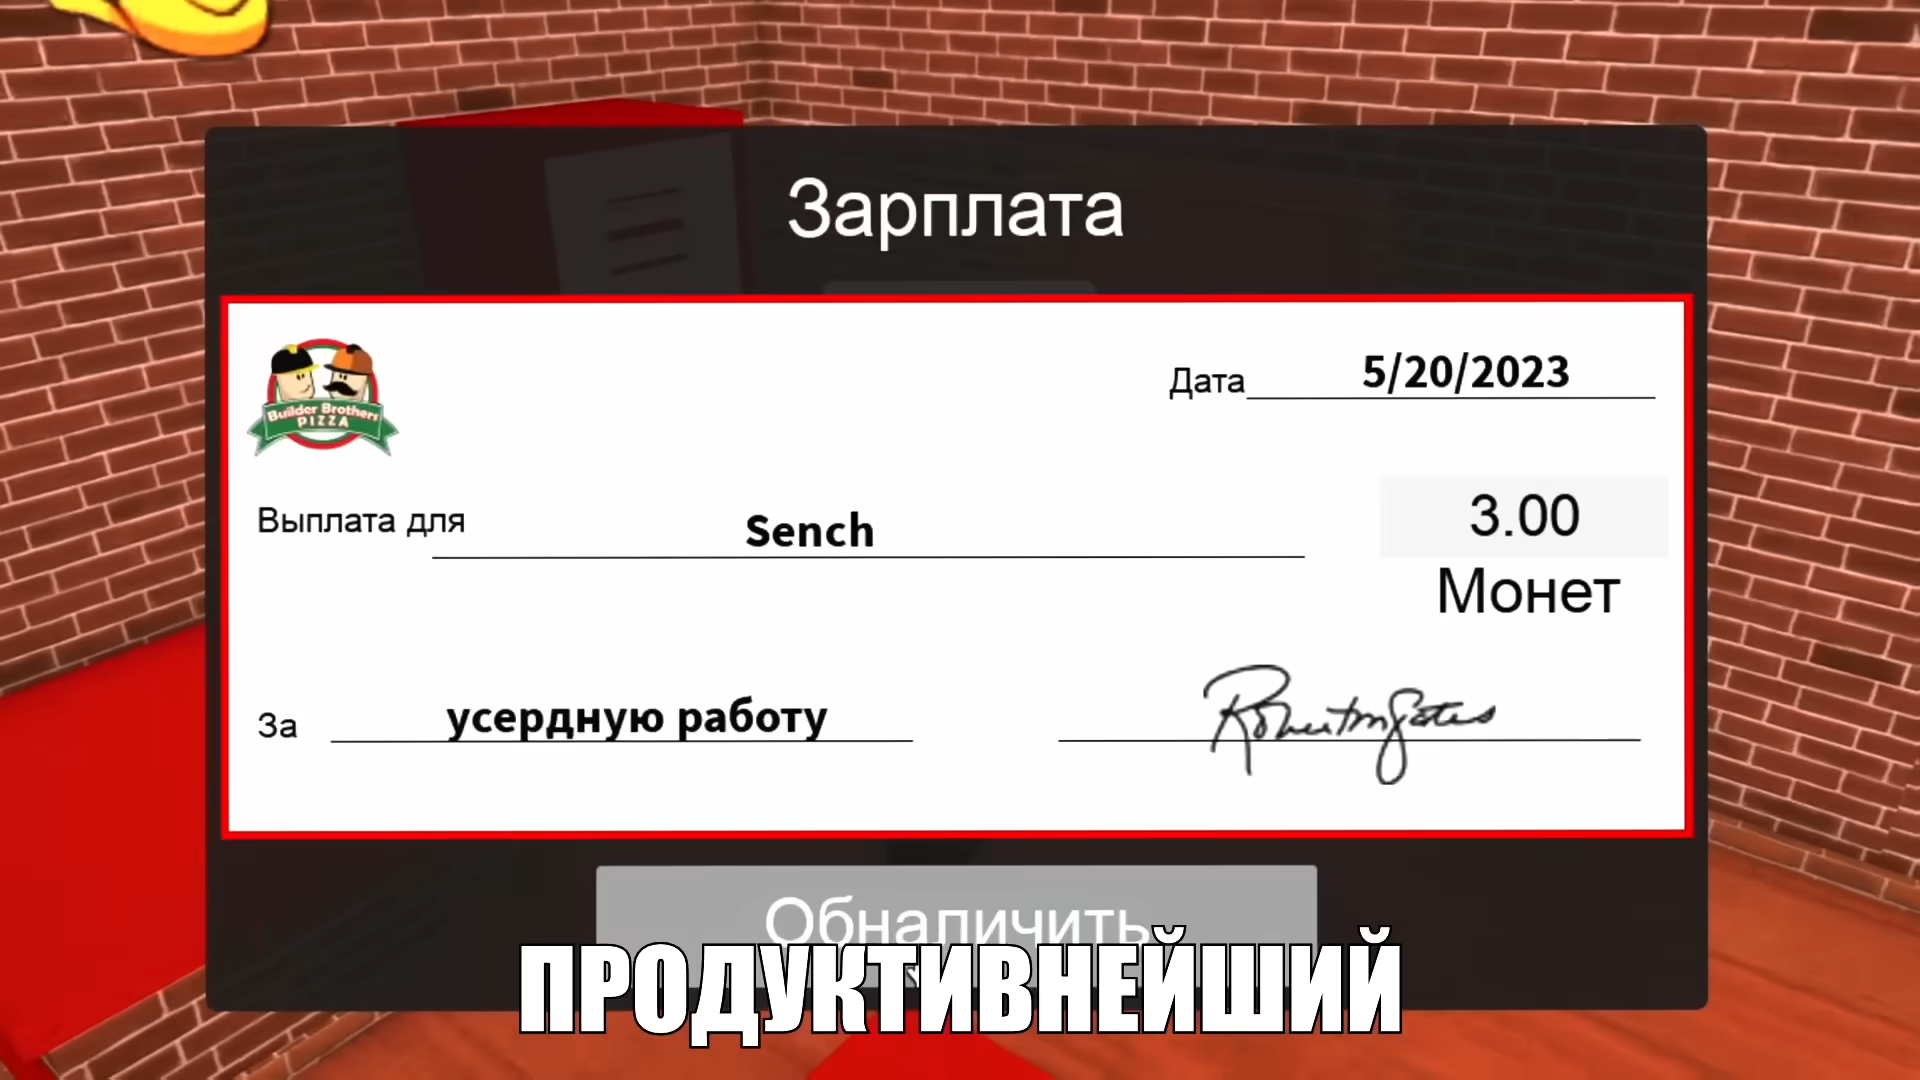 Зарплата
Builder Brothers
PIZZA
Дата 5/20/2023
Выплата для Sench
3.00
Монет
За усердную работу
Обналичить
ПРОДУКТИВНЕЙШИЙ